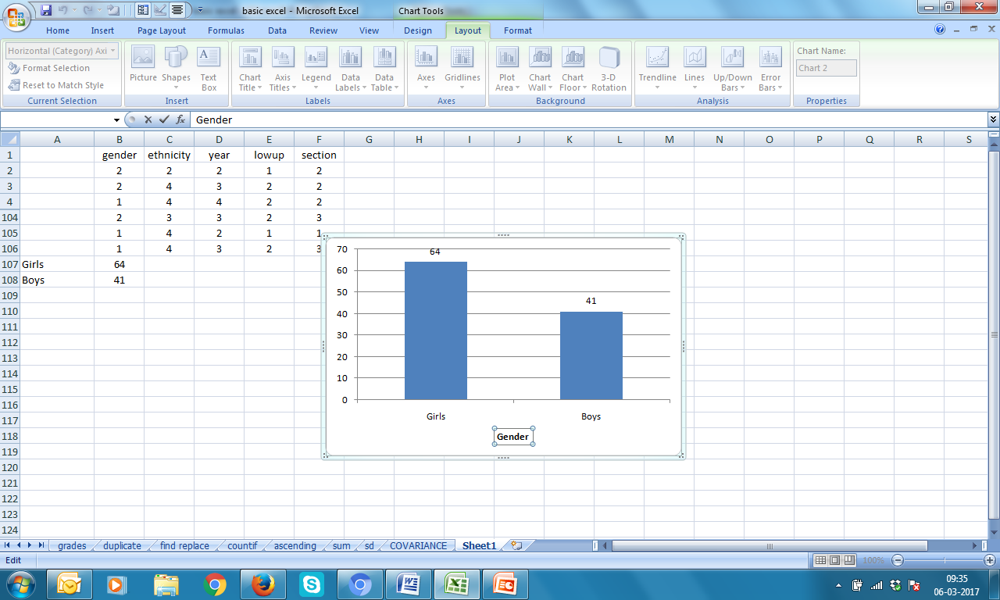 basic excel - Microsoft Excel
Chart Tools
Home Insert Page Layout Formulas Data Review View Design Layout Format
Horizontal (Category) Axi
Format Selection
Reset to Match Style
Current Selection
Picture Shapes Text Box
Insert
Chart Title Axis Titles Legend Data Labels Data Table
Labels
Axes Gridlines
Axes
Plot Area Chart Wall Chart Floor 3-D Rotation
Background
Trendline Lines Up/Down Bars Error Bars
Analysis
Chart Name:
Chart 2
Properties
fx Gender
A B C D E F G H I J K L M N O P Q R S
1 gender ethnicity year lowup section
2 2 2 2 1 2
3 2 4 3 2 2
4 1 4 4 2 2
104 2 3 3 2 3
105 1 4 2 1 1
106 1 4 3 2 3
107 Girls 64
108 Boys 41
109
110
111
112
113
114
115
116
117
118
119
120
121
122
123
124
70
60
50
40
30
20
10
0
64
41
Girls Boys
Gender
grades duplicate find replace countif ascending sum sd COVARIANCE Sheet1
Edit
100%
09:35
06-03-2017